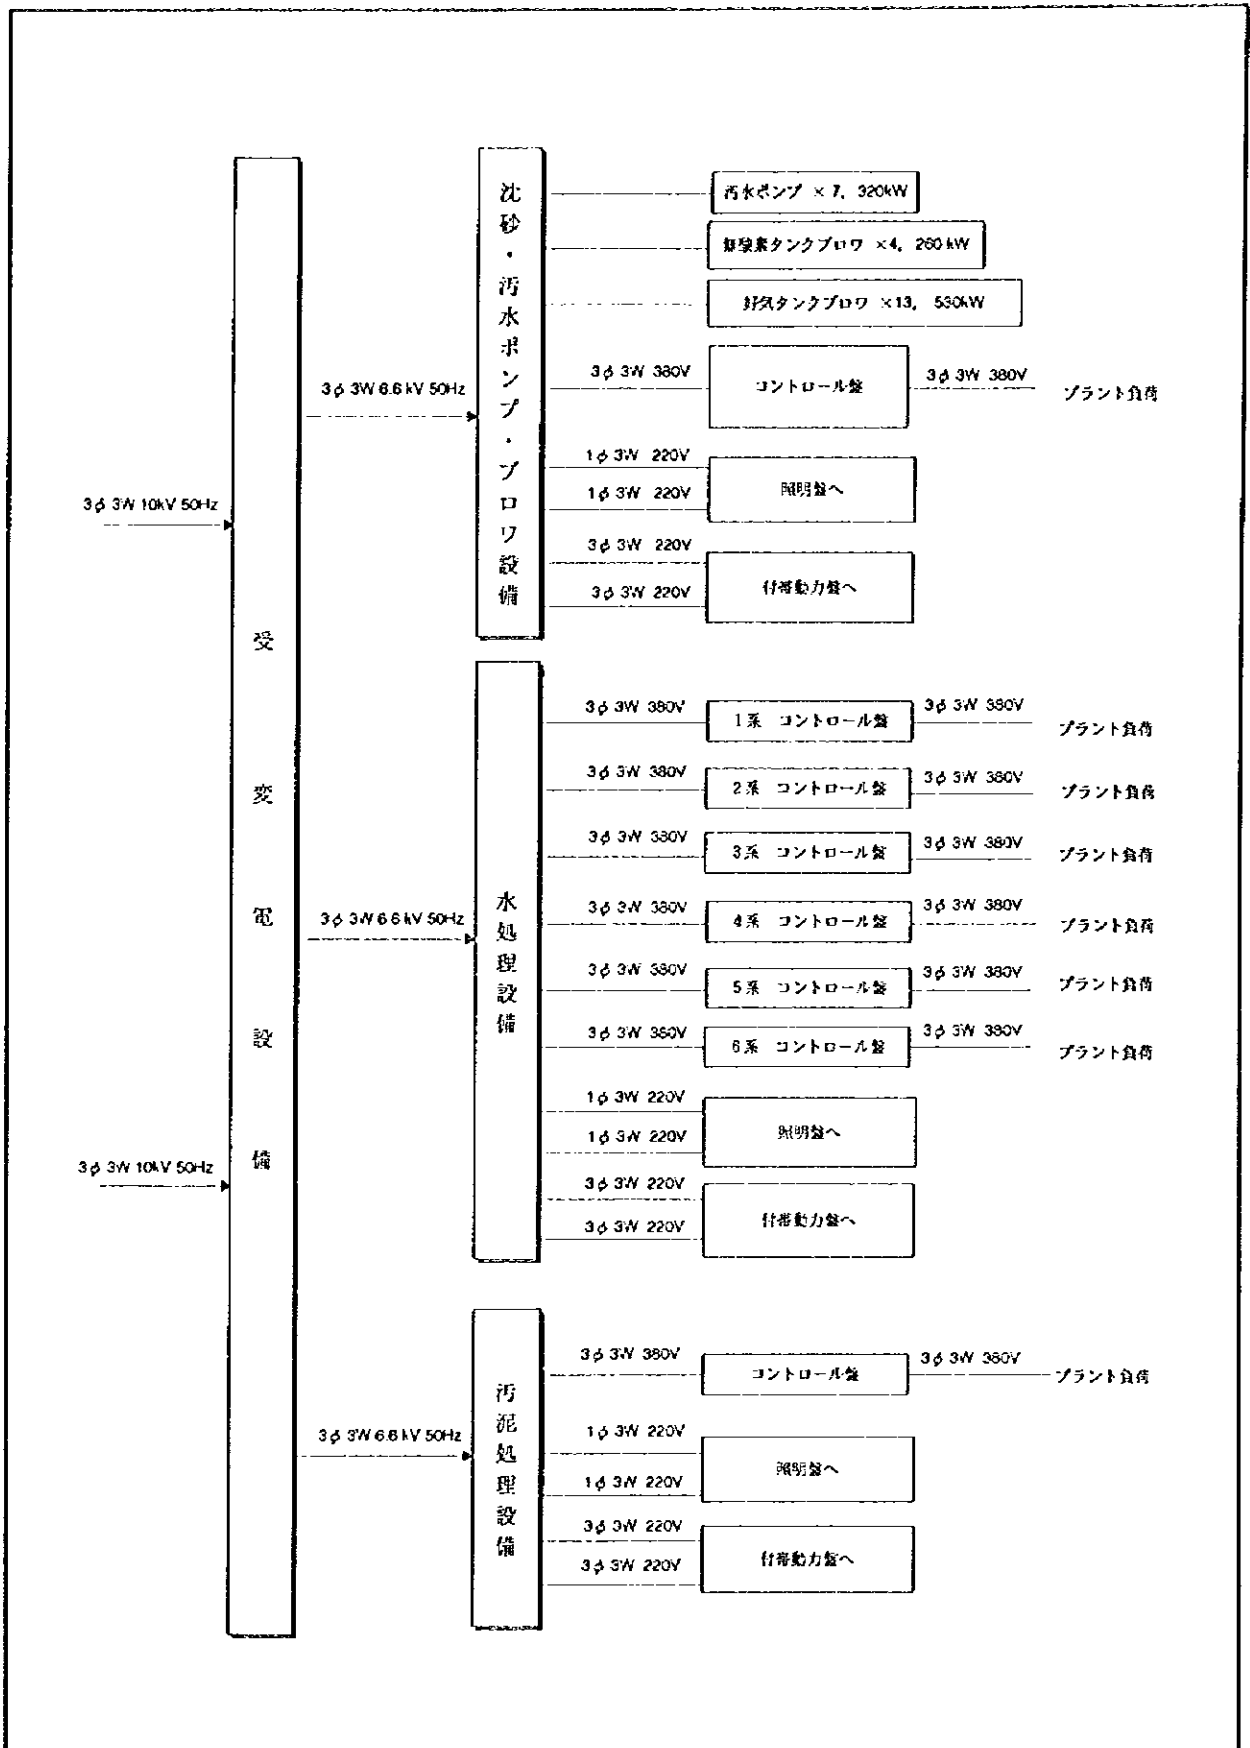 受変電設備
3φ 3W 10kV 50Hz
3φ 3W 10kV 50Hz
3φ 3W 6.6kV 50Hz
沈砂・汚水ポンプ・ブロワ設備
汚水ポンプ × 7, 320kW
無酸素タンクブロワ ×4, 260kW
好気タンクブロワ ×13, 530kW
3φ 3W 380V
コントロール盤
3φ 3W 380V
プラント負荷
1φ 3W 220V
1φ 3W 220V
照明盤へ
3φ 3W 220V
3φ 3W 220V
付帯動力盤へ
3φ 3W 6.6kV 50Hz
水処理設備
3φ 3W 380V
1系 コントロール盤
3φ 3W 380V
プラント負荷
3φ 3W 380V
2系 コントロール盤
3φ 3W 380V
プラント負荷
3φ 3W 380V
3系 コントロール盤
3φ 3W 380V
プラント負荷
3φ 3W 380V
4系 コントロール盤
3φ 3W 380V
プラント負荷
3φ 3W 380V
5系 コントロール盤
3φ 3W 380V
プラント負荷
3φ 3W 380V
6系 コントロール盤
3φ 3W 380V
プラント負荷
1φ 3W 220V
1φ 3W 220V
照明盤へ
3φ 3W 220V
3φ 3W 220V
付帯動力盤へ
3φ 3W 6.6kV 50Hz
汚泥処理設備
3φ 3W 380V
コントロール盤
3φ 3W 380V
プラント負荷
1φ 3W 220V
1φ 3W 220V
照明盤へ
3φ 3W 220V
3φ 3W 220V
付帯動力盤へ